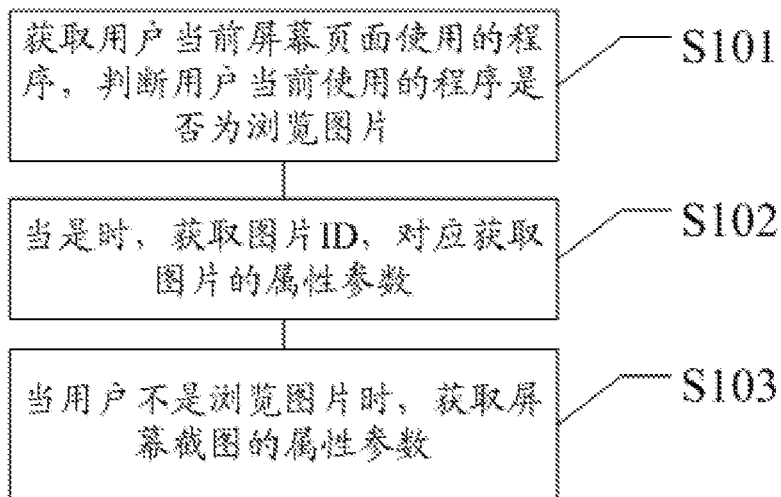 获取用户当前屏幕页面使用的程
序，判断用户当前使用的程序是
否为浏览图片
S101
当是时，获取图片ID，对应获取
图片的属性参数
S102
当用户不是浏览图片时，获取屏
幕截图的属性参数
S103